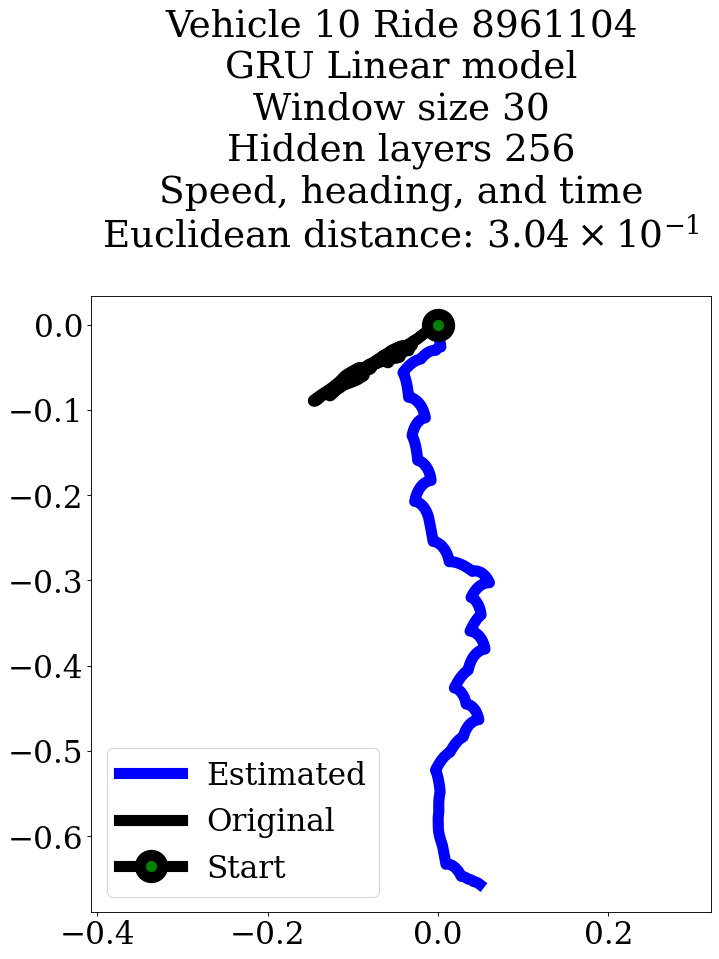 Vehicle 10 Ride 8961104
GRU Linear model
Window size 30
Hidden layers 256
Speed, heading, and time
Euclidean distance: 3.04 × 10⁻¹
0.0
−0.1
−0.2
−0.3
−0.4
−0.5
−0.6
Estimated
Original
Start
−0.4 −0.2 0.0 0.2